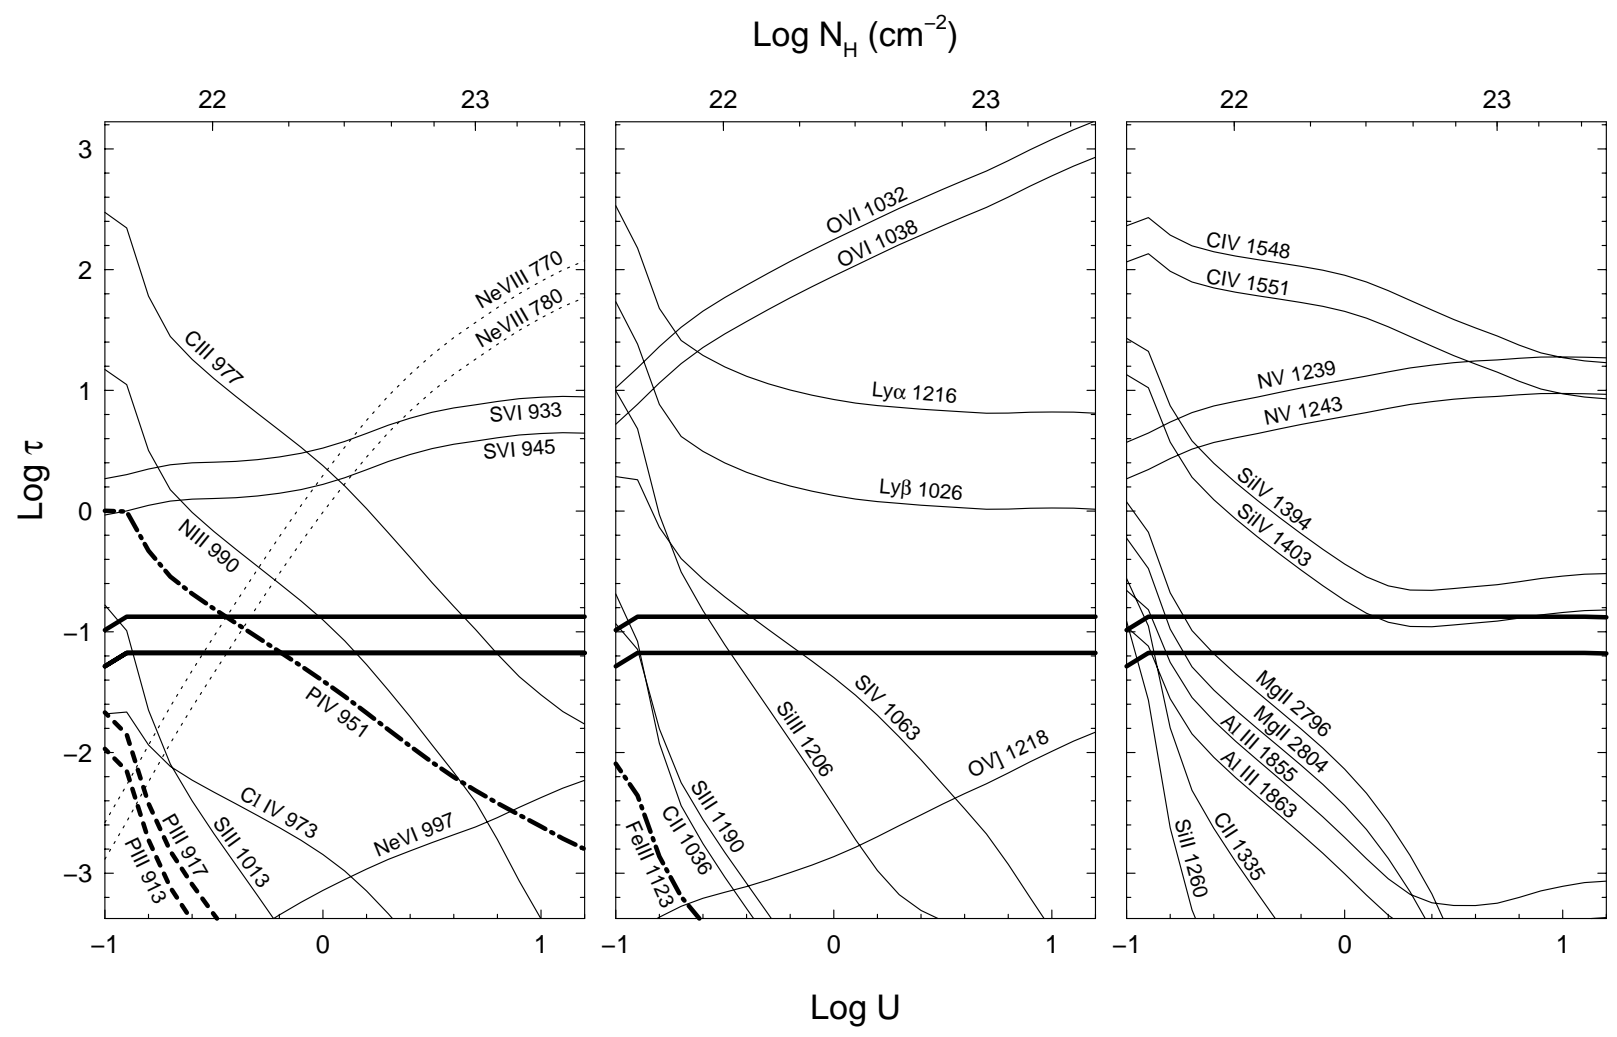 Log N_H (cm⁻²)
22 23 22 23 22 23
Log τ
3
2
1
0
−1
−2
−3
CIII 977
NeVIII 770
NeVIII 780
SVI 933
SVI 945
NIII 990
PIV 951
Cl IV 973
NeVI 997
SIII 1013
PIII 917
PIII 913
OVI 1032
OVI 1038
Lyα 1216
Lyβ 1026
SIV 1063
SiIII 1206
OV] 1218
SIII 1190
CII 1036
FeIII 1123
CIV 1548
CIV 1551
NV 1239
NV 1243
SiIV 1394
SiIV 1403
MgII 2796
MgII 2804
Al III 1855
Al III 1863
CII 1335
SiII 1260
−1 0 1 −1 0 1 −1 0 1
Log U